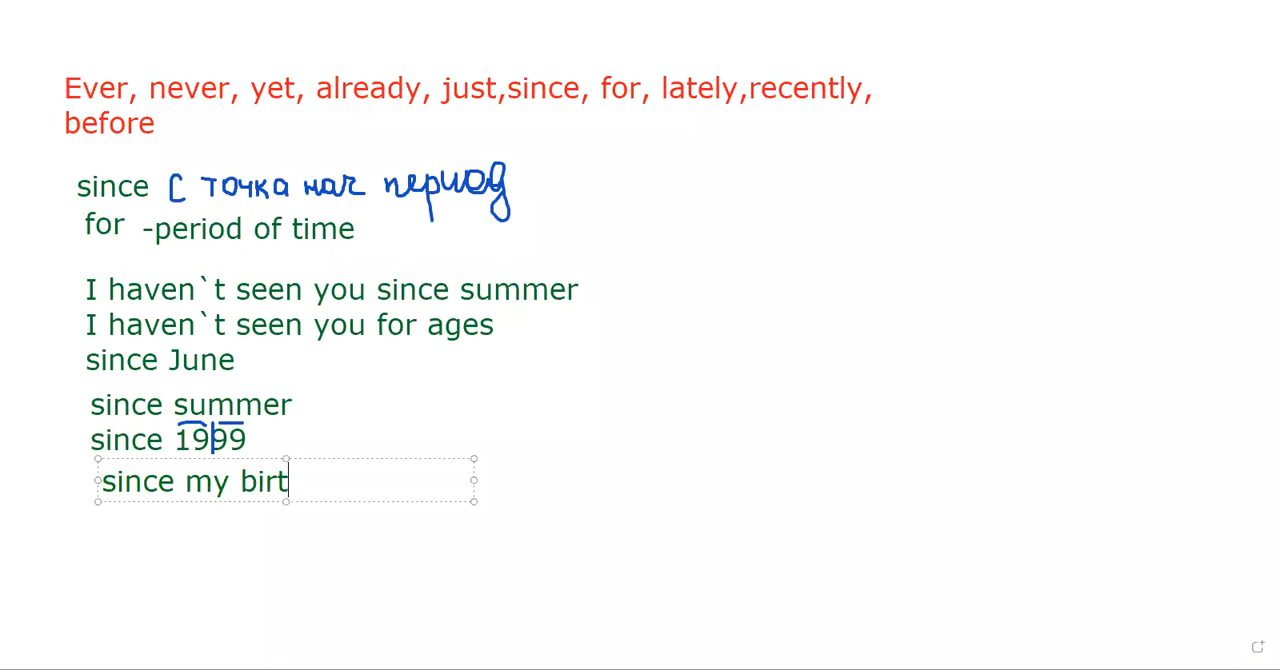 Ever, never, yet, already, just,since, for, lately,recently,
before
since с точка нач период
for -period of time
I haven`t seen you since summer
I haven`t seen you for ages
since June
since summer
since 1999
since my birt